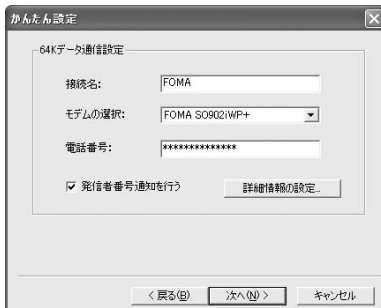 かんたん設定
64Kデータ通信設定
接続名: FOMA
モデムの選択: FOMA SO902iWP+
電話番号: **************
発信者番号通知を行う 詳細情報の設定...
< 戻る(B) 次へ(N) > キャンセル